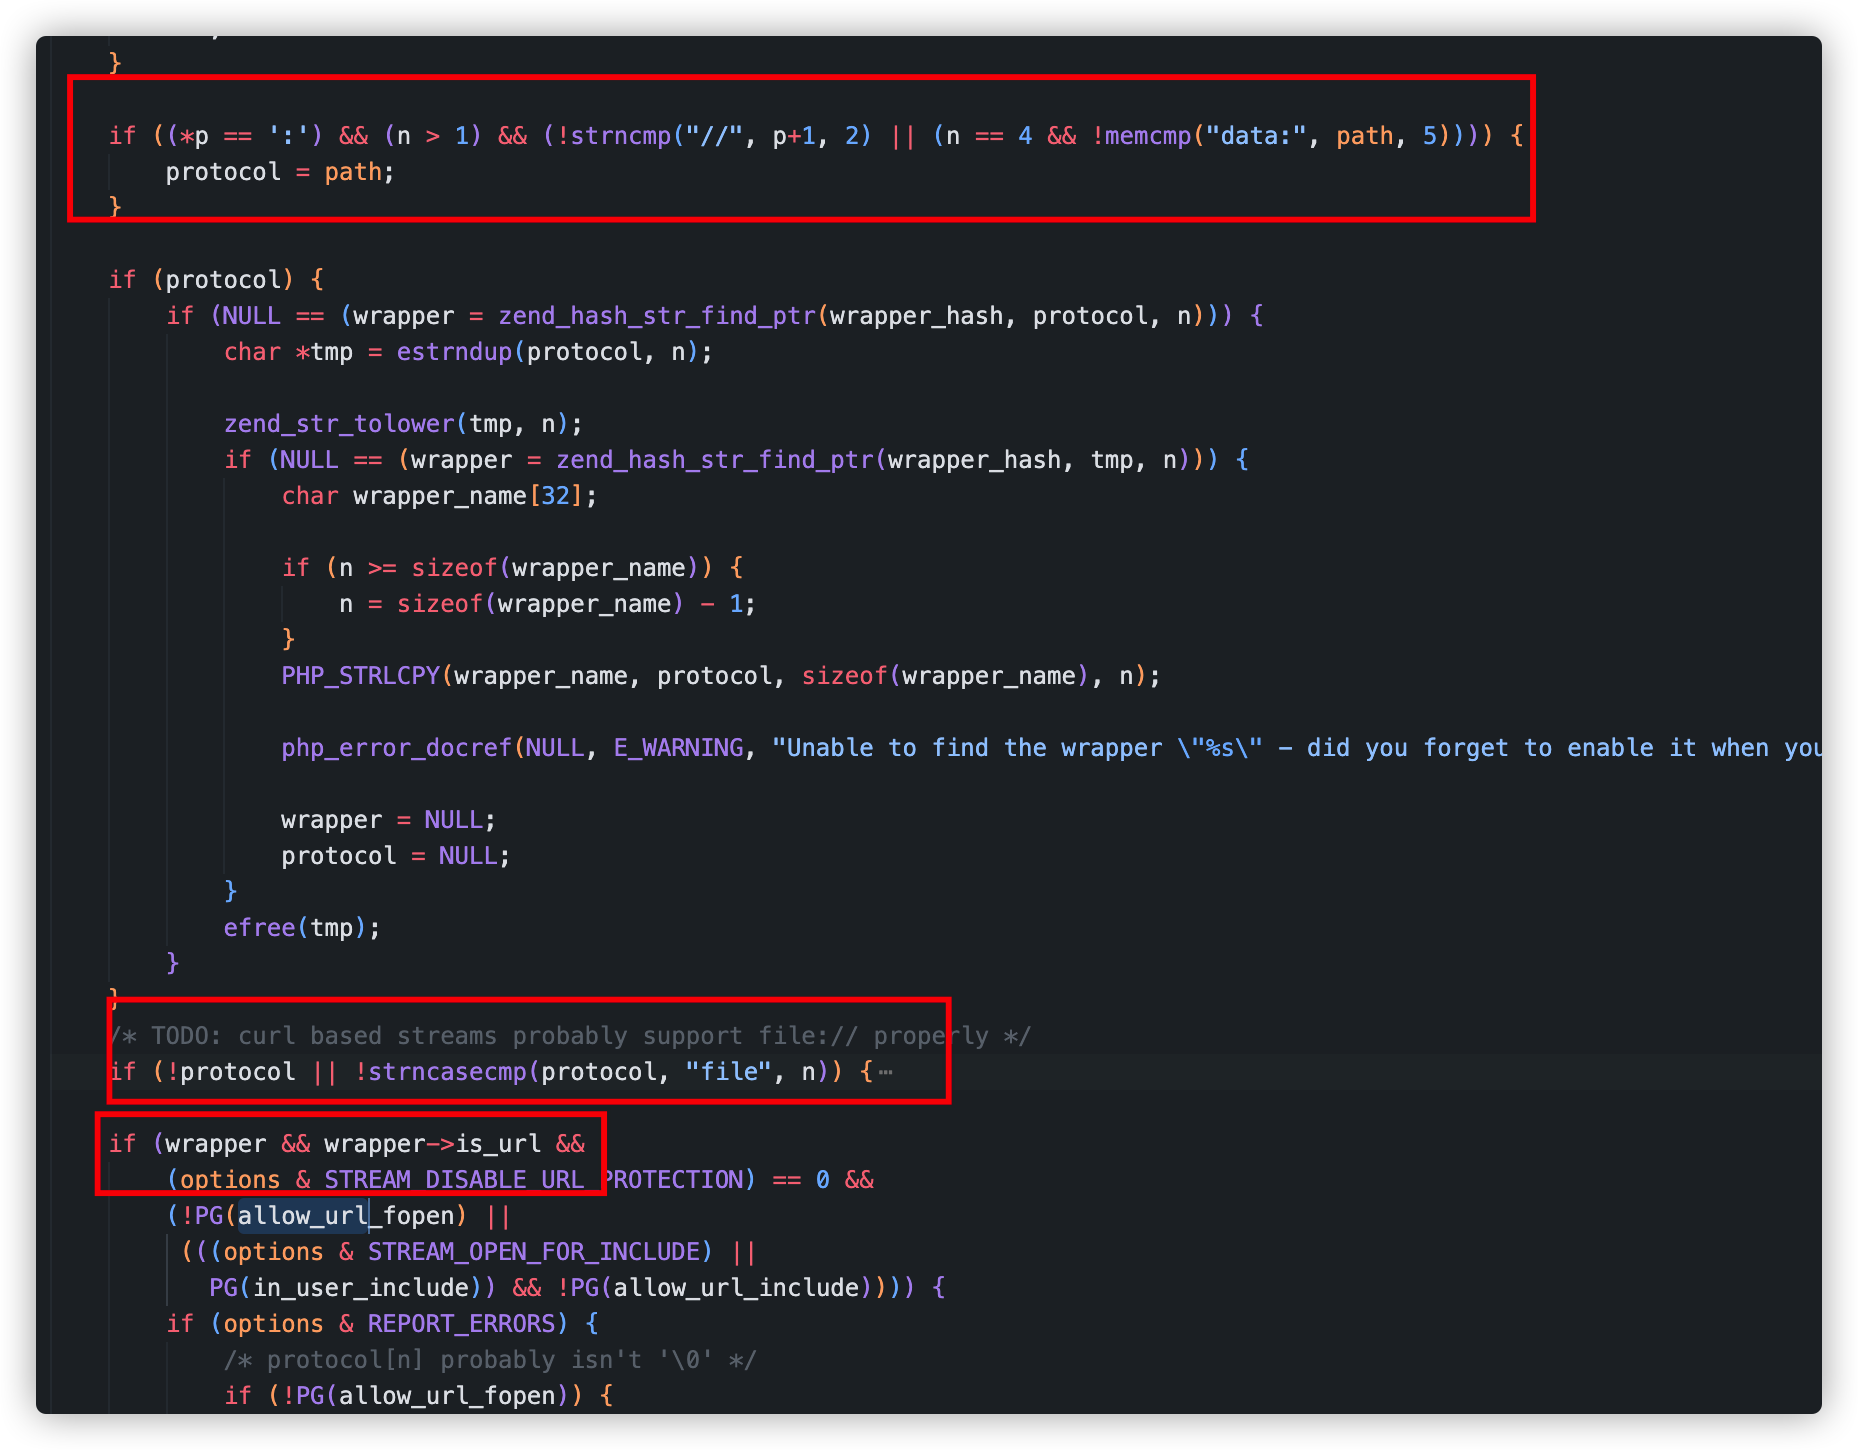 }
if ((*p == ':') && (n > 1) && (!strncmp("//", p+1, 2) || (n == 4 && !memcmp("data:", path, 5)))) {
protocol = path;
}
if (protocol) {
if (NULL == (wrapper = zend_hash_str_find_ptr(wrapper_hash, protocol, n))) {
char *tmp = estrndup(protocol, n);
zend_str_tolower(tmp, n);
if (NULL == (wrapper = zend_hash_str_find_ptr(wrapper_hash, tmp, n))) {
char wrapper_name[32];
if (n >= sizeof(wrapper_name)) {
n = sizeof(wrapper_name) - 1;
}
PHP_STRLCPY(wrapper_name, protocol, sizeof(wrapper_name), n);
php_error_docref(NULL, E_WARNING, "Unable to find the wrapper \"%s\" - did you forget to enable it when you
wrapper = NULL;
protocol = NULL;
}
efree(tmp);
}
}
/* TODO: curl based streams probably support file:// properly */
if (!protocol || !strncasecmp(protocol, "file", n)) {⋯
if (wrapper && wrapper->is_url &&
(options & STREAM_DISABLE_URL_PROTECTION) == 0 &&
(!PG(allow_url_fopen) ||
(((options & STREAM_OPEN_FOR_INCLUDE) ||
PG(in_user_include)) && !PG(allow_url_include)))) {
if (options & REPORT_ERRORS) {
/* protocol[n] probably isn't '\0' */
if (!PG(allow_url_fopen)) {